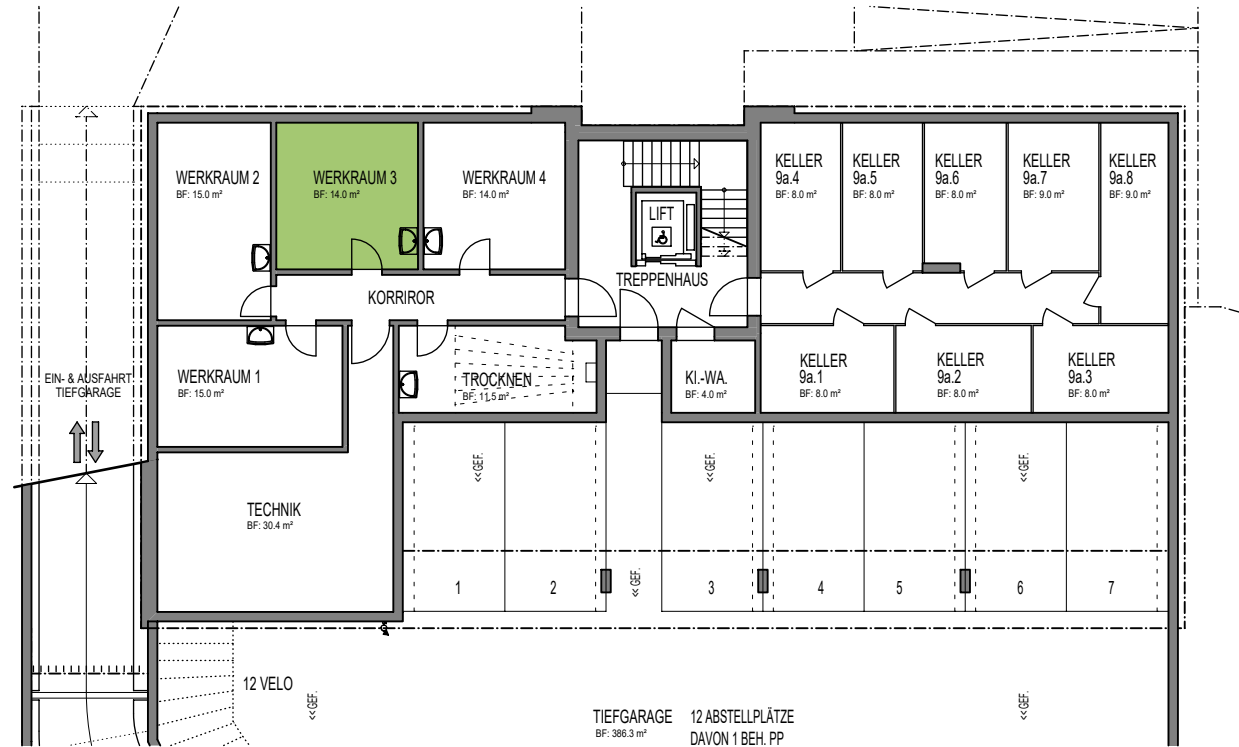 WERKRAUM 2
BF: 15.0 m²
WERKRAUM 3
BF: 14.0 m²
WERKRAUM 4
BF: 14.0 m²
LIFT
TREPPENHAUS
KELLER
9a.4
BF: 8.0 m²
KELLER
9a.5
BF: 8.0 m²
KELLER
9a.6
BF: 8.0 m²
KELLER
9a.7
BF: 9.0 m²
KELLER
9a.8
BF: 9.0 m²
KORRIROR
EIN- & AUSFAHRT
TIEFGARAGE
WERKRAUM 1
BF: 15.0 m²
TROCKNEN
BF: 11.5 m²
KI.-WA.
BF: 4.0 m²
KELLER
9a.1
BF: 8.0 m²
KELLER
9a.2
BF: 8.0 m²
KELLER
9a.3
BF: 8.0 m²
TECHNIK
BF: 30.4 m²
<<GEF.
<<GEF.
<<GEF.
<<GEF.
1
2
3
4
5
6
7
12 VELO
<<GEF.
<<GEF.
TIEFGARAGE
BF: 386.3 m²
12 ABSTELLPLÄTZE
DAVON 1 BEH. PP